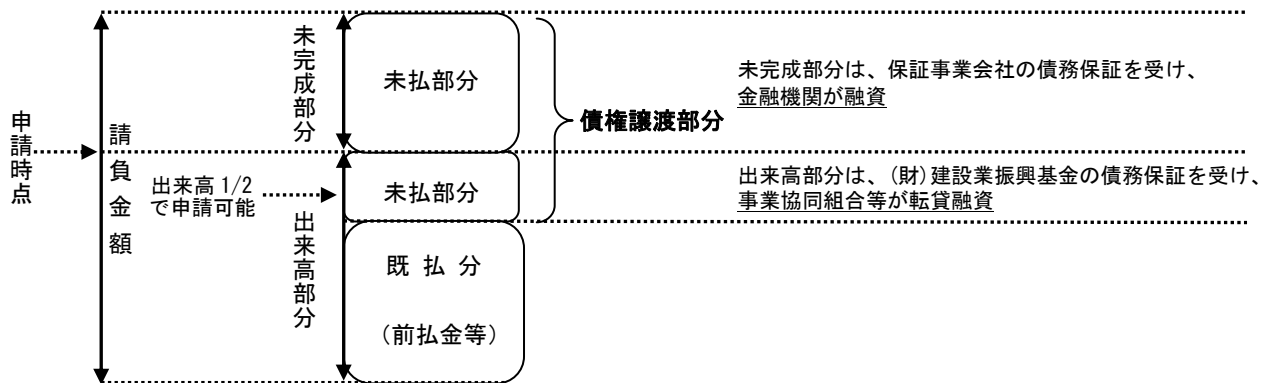 申請時点
請負金額
出来高 1/2
で申請可能
未完成部分
出来高部分
未払部分
未払部分
既 払 分
（前払金等）
債権譲渡部分
未完成部分は、保証事業会社の債務保証を受け、
金融機関が融資
出来高部分は、（財）建設業振興基金の債務保証を受け、
事業協同組合等が転貸融資